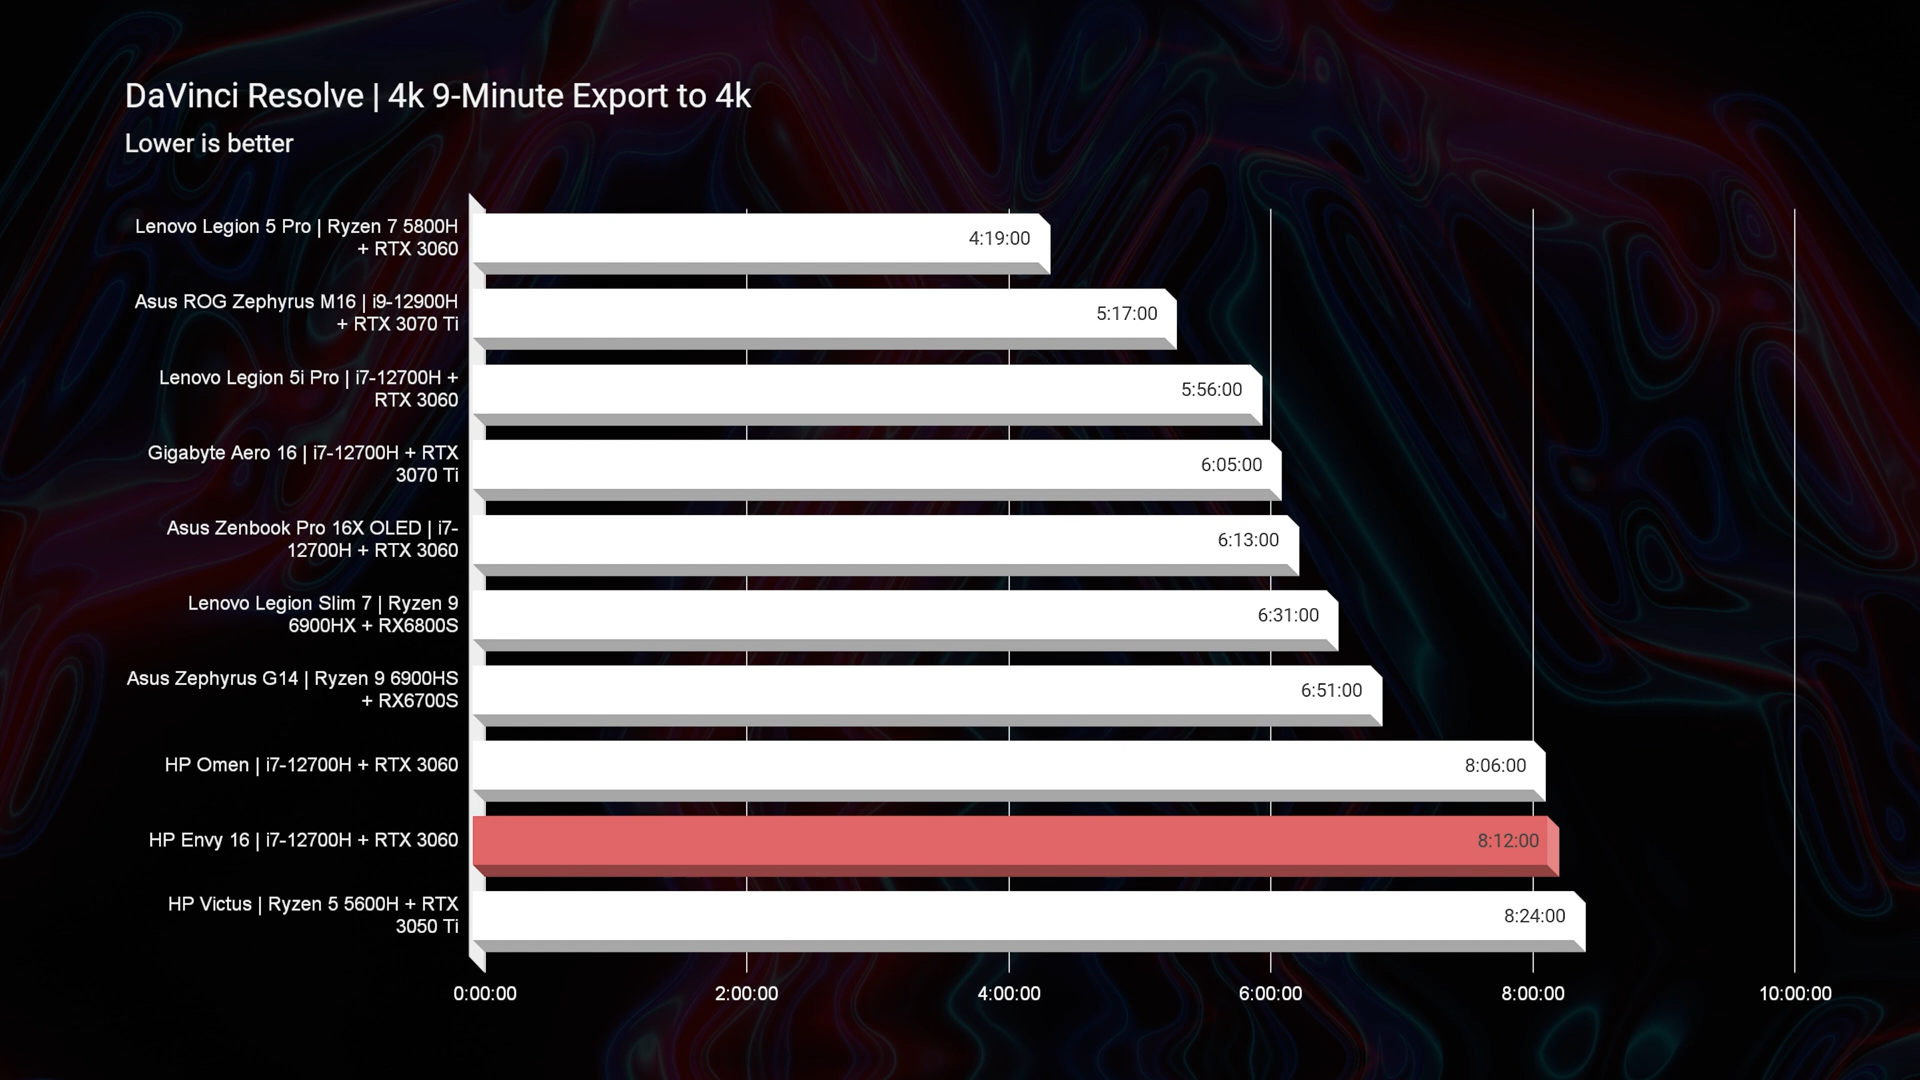 DaVinci Resolve | 4k 9-Minute Export to 4k
Lower is better
Lenovo Legion 5 Pro | Ryzen 7 5800H
+ RTX 3060
4:19:00
Asus ROG Zephyrus M16 | i9-12900H
+ RTX 3070 Ti
5:17:00
Lenovo Legion 5i Pro | i7-12700H +
RTX 3060
5:56:00
Gigabyte Aero 16 | i7-12700H + RTX
3070 Ti
6:05:00
Asus Zenbook Pro 16X OLED | i7-
12700H + RTX 3060
6:13:00
Lenovo Legion Slim 7 | Ryzen 9
6900HX + RX6800S
6:31:00
Asus Zephyrus G14 | Ryzen 9 6900HS
+ RX6700S
6:51:00
HP Omen | i7-12700H + RTX 3060
8:06:00
HP Envy 16 | i7-12700H + RTX 3060
8:12:00
HP Victus | Ryzen 5 5600H + RTX
3050 Ti
8:24:00
0:00:00
2:00:00
4:00:00
6:00:00
8:00:00
10:00:00